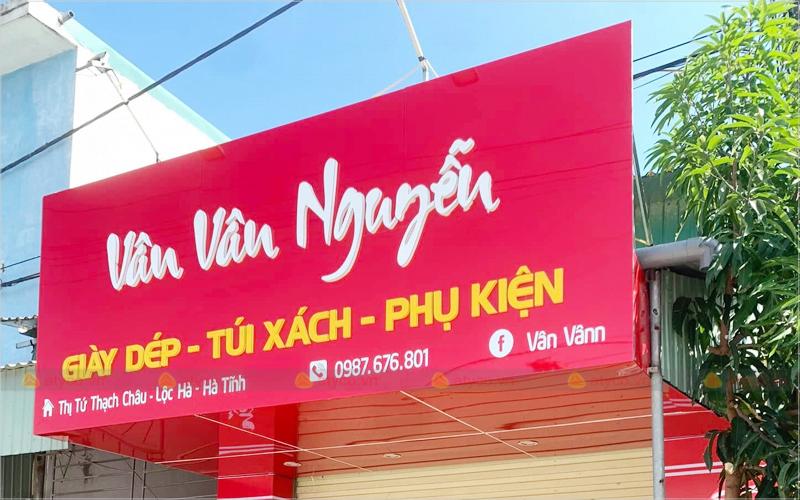 Vân Vân Nguyễn
GIÀY DÉP - TÚI XÁCH - PHỤ KIỆN
0987.676.801
Vân Vânn
Thị Tứ Thạch Châu - Lộc Hà - Hà Tĩnh